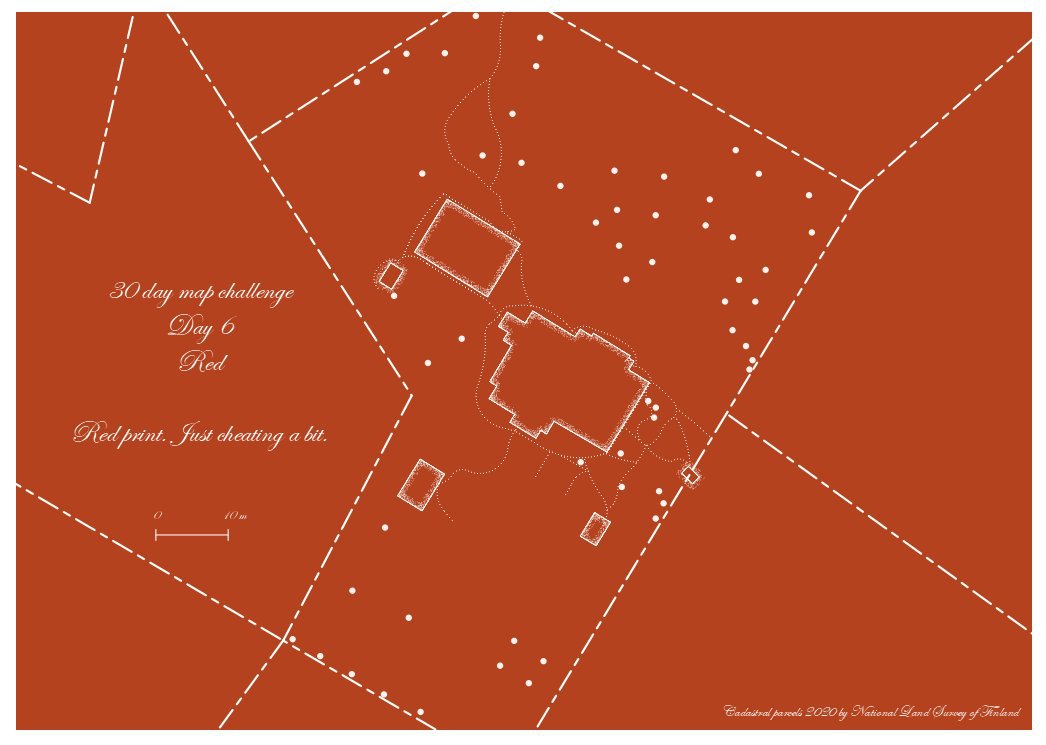 30 day map challenge
Day 6
Red
Red print. Just cheating a bit.
0 10 m
Cadastral parcels 2020 by National Land Survey of Finland